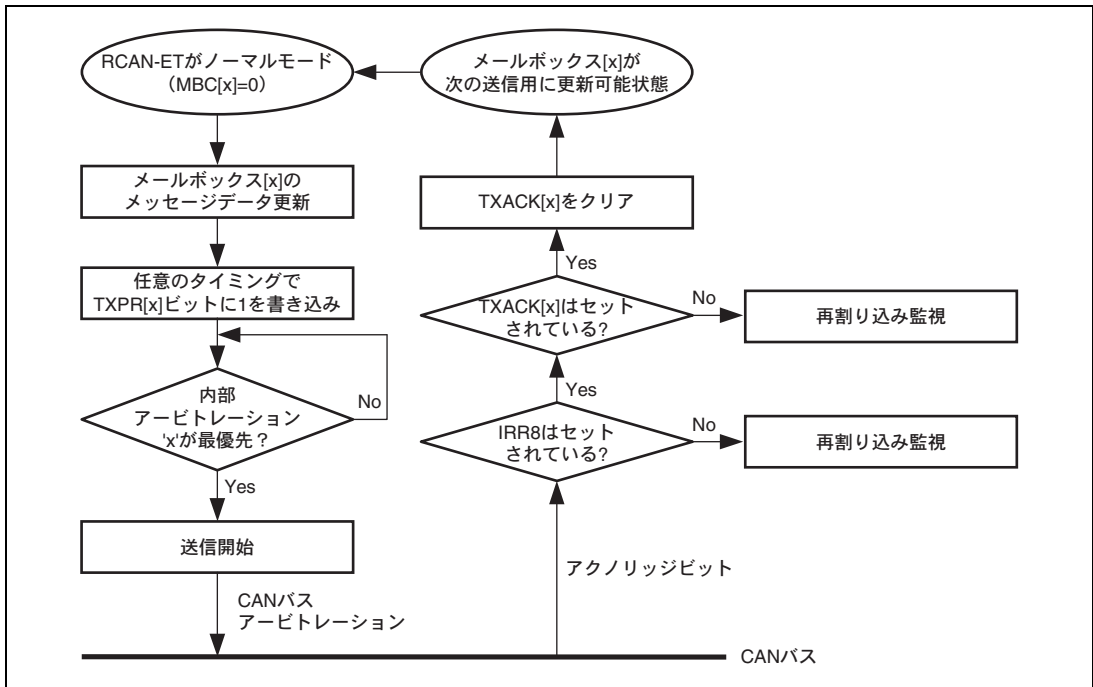 RCAN-ETがノーマルモード
（MBC[x]=0）
メールボックス[x]の
メッセージデータ更新
任意のタイミングで
TXPR[x]ビットに1を書き込み
内部
アービトレーション
'x'が最優先？
No
Yes
送信開始
CANバス
アービトレーション
メールボックス[x]が
次の送信用に更新可能状態
TXACK[x]をクリア
Yes
TXACK[x]はセット
されている?
No
再割り込み監視
Yes
IRR8はセット
されている?
No
再割り込み監視
アクノリッジビット
CANバス